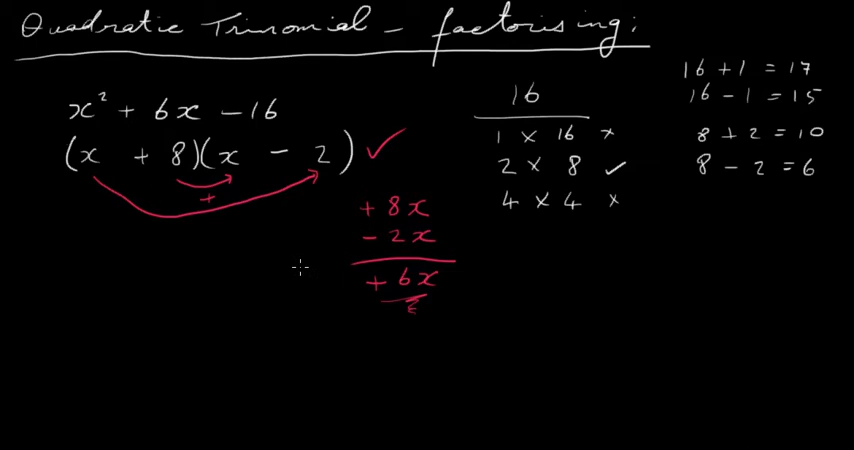 Quadratic Trinomial - factorising:
x² + 6x - 16
(x + 8)(x - 2) ✓
+
+ 8x
- 2x
+ 6x
16
1 × 16 ×
2 × 8 ✓
4 × 4 ×
16 + 1 = 17
16 - 1 = 15
8 + 2 = 10
8 - 2 = 6